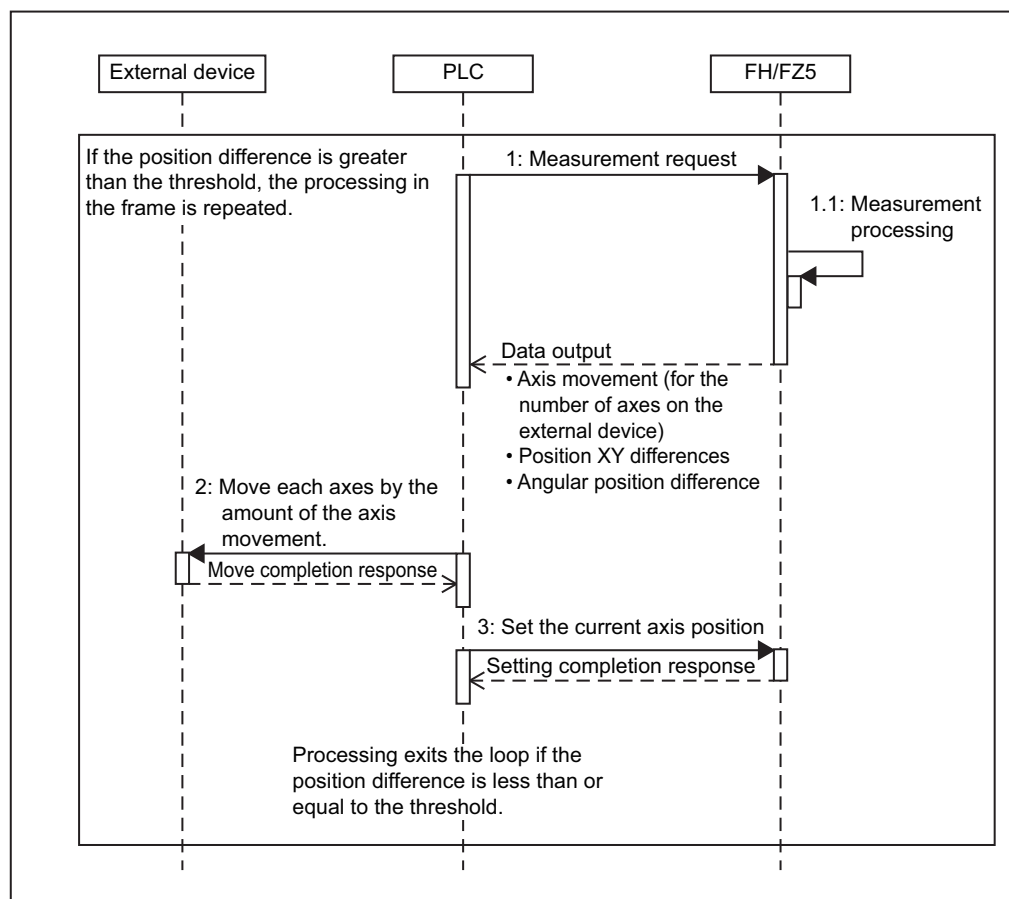 External device
PLC
FH/FZ5
If the position difference is greater
than the threshold, the processing in
the frame is repeated.
1: Measurement request
1.1: Measurement
processing
Data output
• Axis movement (for the
number of axes on the
external device)
• Position XY differences
• Angular position difference
2: Move each axes by the
amount of the axis
movement.
Move completion response
3: Set the current axis position
Setting completion response
Processing exits the loop if the
position difference is less than or
equal to the threshold.